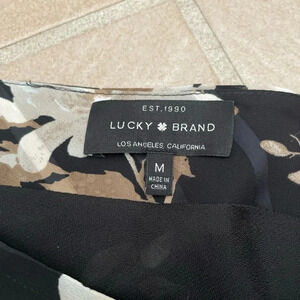 EST. 1990
LUCKY BRAND
LOS ANGELES, CALIFORNIA
M
MADE IN
CHINA